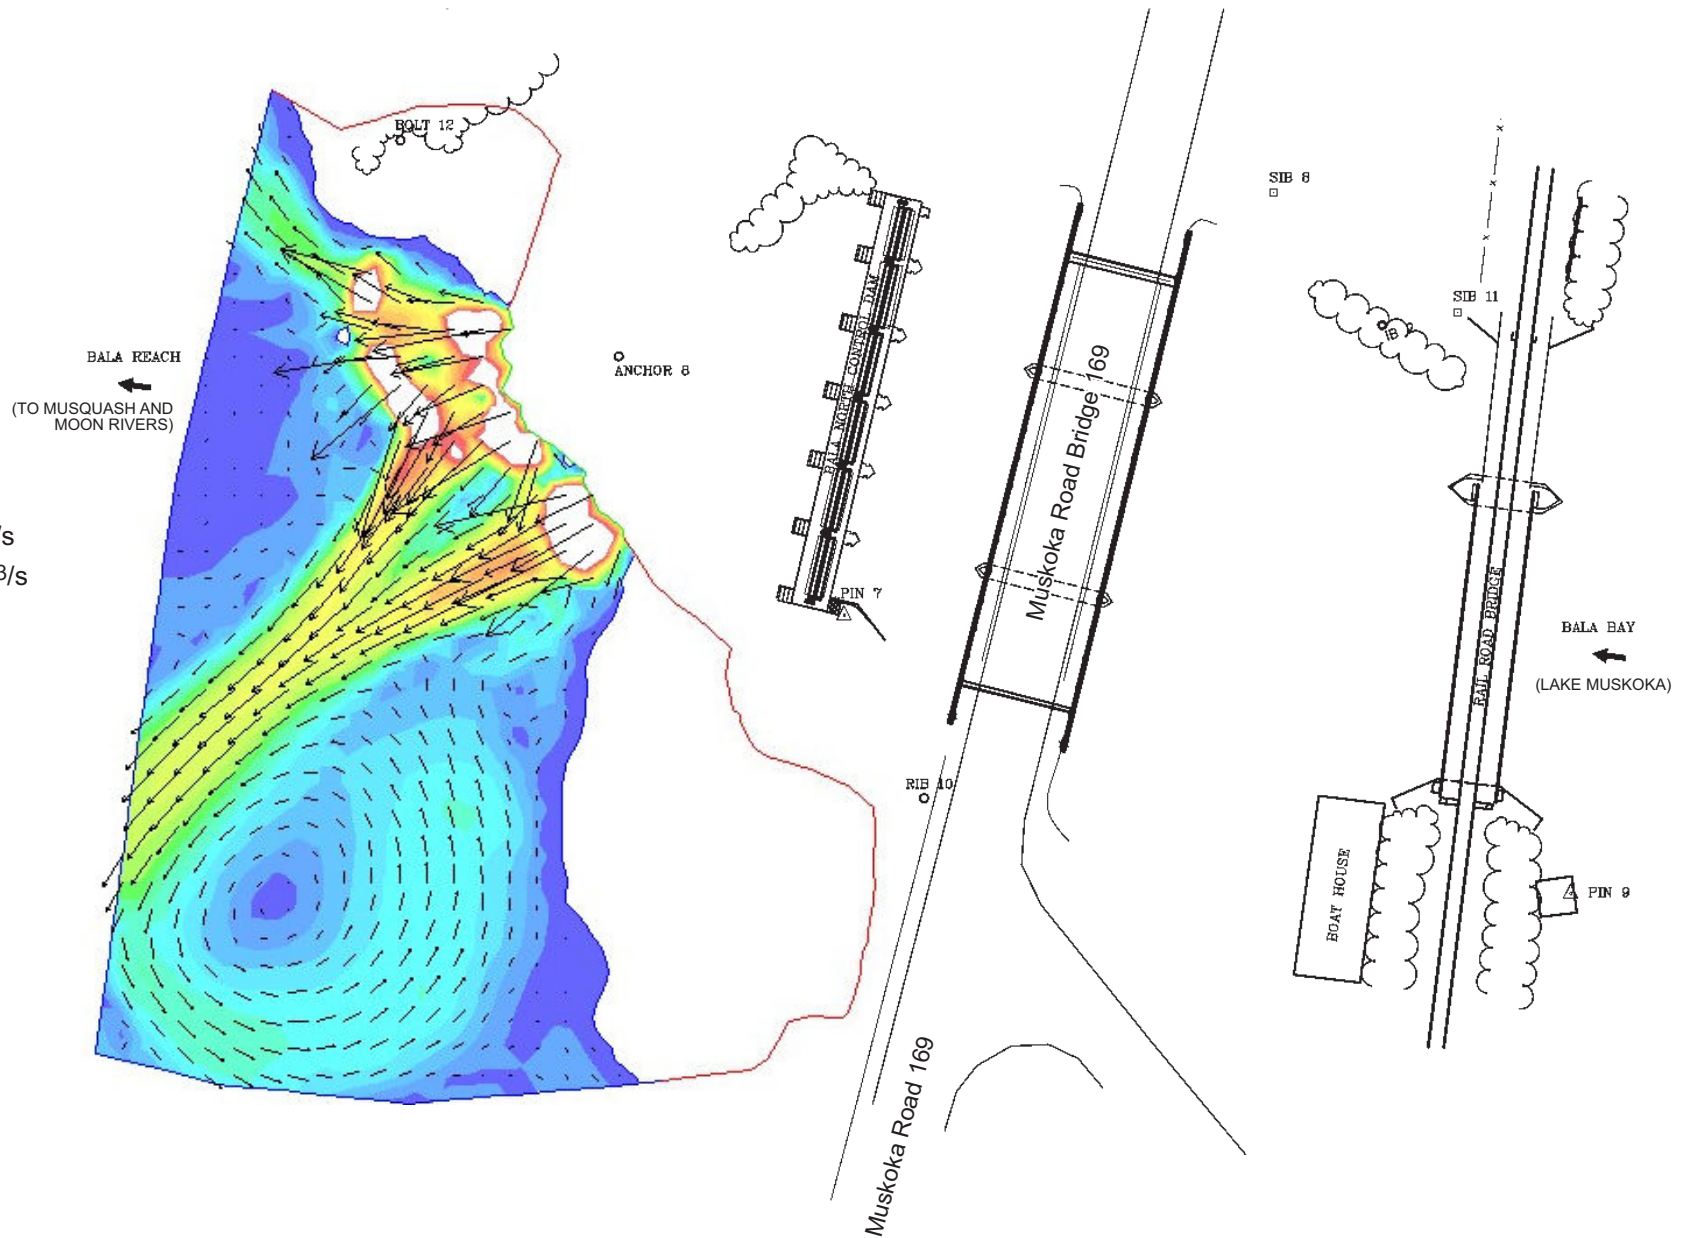 BOLT 12
SIB 8
SIB 11
IB
BALA REACH
(TO MUSQUASH AND
MOON RIVERS)
ANCHOR 8
BALA NORTH CONTROL DAM
Muskoka Road Bridge 169
/s
3/s
PIN 7
RAIL ROAD BRIDGE
BALA BAY
(LAKE MUSKOKA)
RIB 10
BOAT HOUSE
PIN 9
Muskoka Road 169